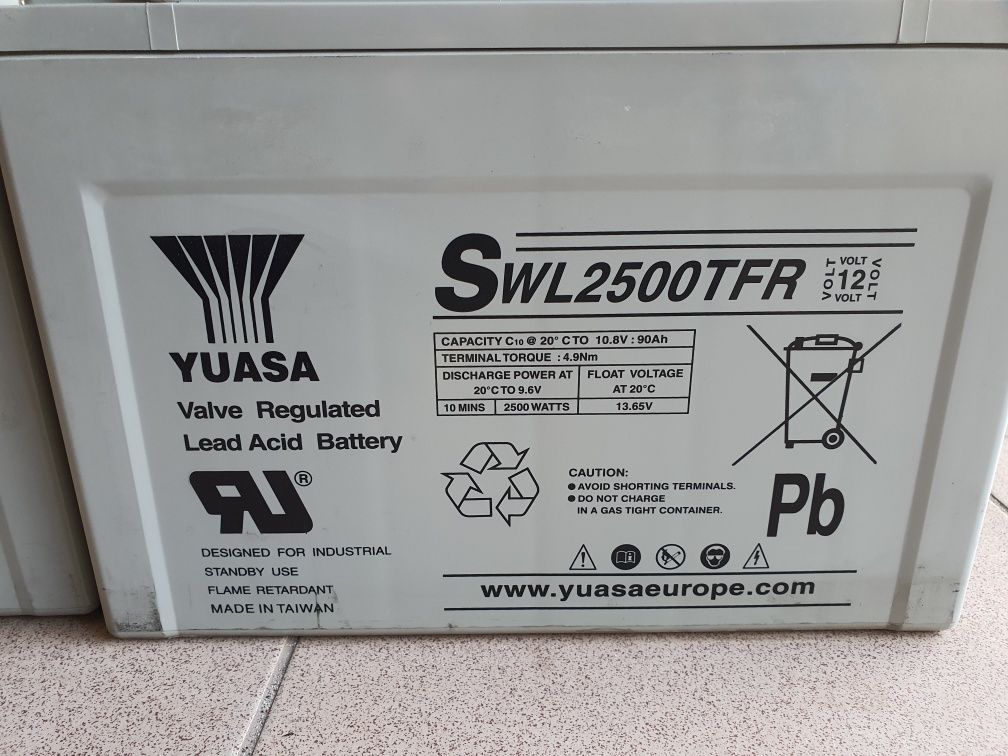 YUASA
Valve Regulated
Lead Acid Battery
RU®
DESIGNED FOR INDUSTRIAL
STANDBY USE
FLAME RETARDANT
MADE IN TAIWAN
SWL2500TFR
VOLT
VOLT 12 VOLT
VOLT
CAPACITY C10 @ 20° C TO 10.8V : 90Ah
TERMINAL TORQUE : 4.9Nm
DISCHARGE POWER AT
20°C TO 9.6V
FLOAT VOLTAGE
AT 20°C
10 MINS 2500 WATTS 13.65V
CAUTION:
● AVOID SHORTING TERMINALS.
● DO NOT CHARGE
IN A GAS TIGHT CONTAINER.
Pb
www.yuasaeurope.com